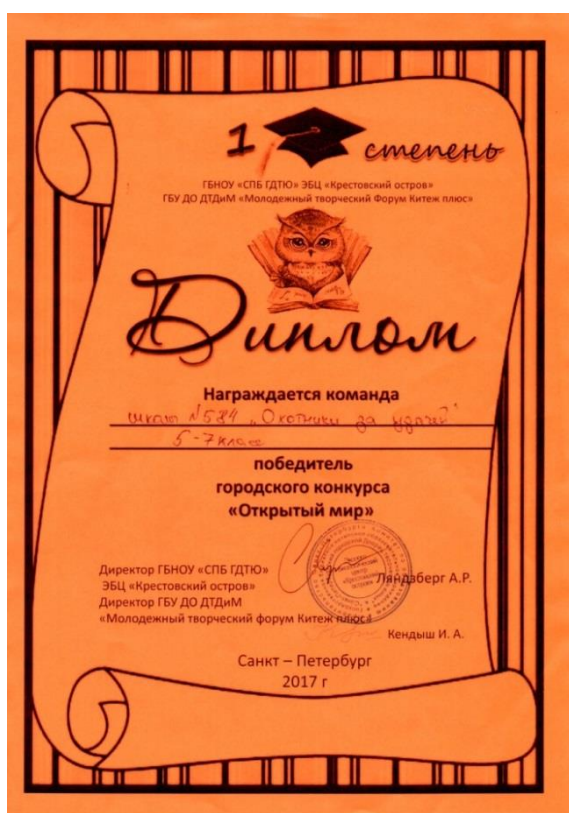 1 степень
ГБНОУ «СПБ ГДТЮ» ЭБЦ «Крестовский остров»
ГБУ ДО ДТДиМ «Молодежный творческий Форум Китеж плюс»
Диплом
Награждается команда
школы №584 „Охотники за удачей"
5-7 класс
победитель
городского конкурса
«Открытый мир»
Директор ГБНОУ «СПБ ГДТЮ»
ЭБЦ «Крестовский остров»
Ляндзберг А.Р.
Директор ГБУ ДО ДТДиМ
«Молодежный творческий форум Китеж плюс»
Кендыш И. А.
Санкт – Петербург
2017 г